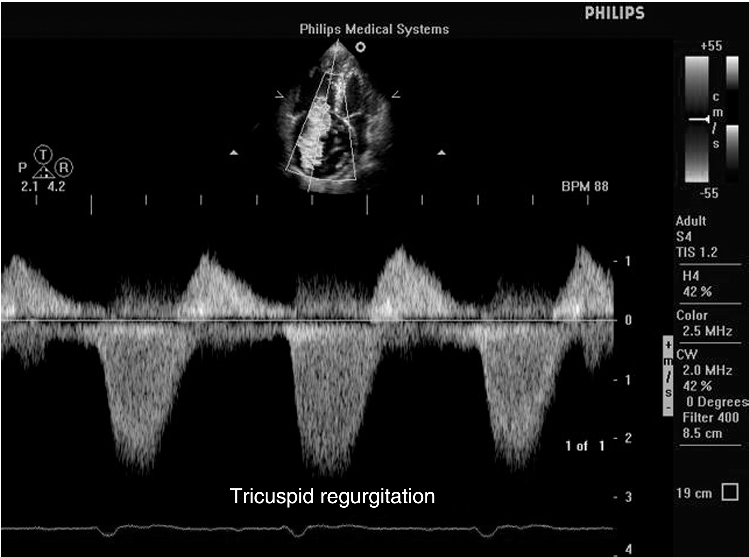 PHILIPS
Philips Medical Systems
+55
c
m
/
s
-55
T
P R
2.1 4.2
BPM 88
Adult
S4
TIS 1.2
H4
42 %
Color
2.5 MHz
CW
2.0 MHz
42 %
0 Degrees
Filter 400
8.5 cm
+
m
/
s
-
- 1
- 0
- 1
- 2
- 3
4
1 of 1
Tricuspid regurgitation
19 cm